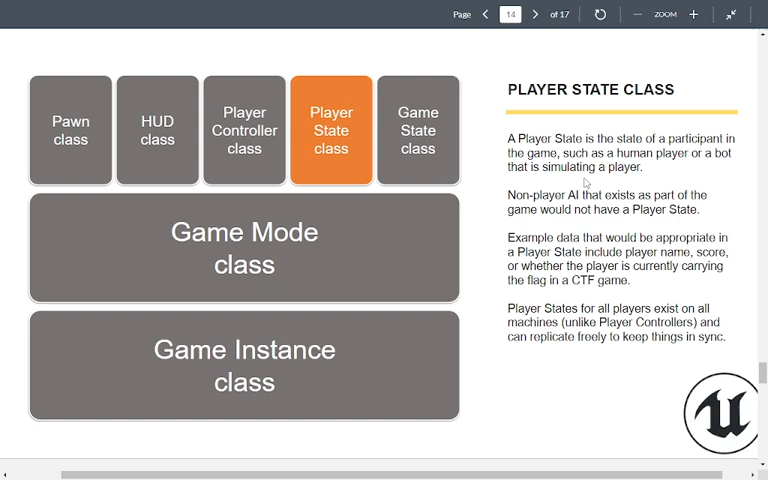 Page 14 of 17 ZOOM
Pawn
class
HUD
class
Player
Controller
class
Player
State
class
Game
State
class
Game Mode
class
Game Instance
class
PLAYER STATE CLASS
A Player State is the state of a participant in
the game, such as a human player or a bot
that is simulating a player.
Non-player AI that exists as part of the
game would not have a Player State.
Example data that would be appropriate in
a Player State include player name, score,
or whether the player is currently carrying
the flag in a CTF game.
Player States for all players exist on all
machines (unlike Player Controllers) and
can replicate freely to keep things in sync.